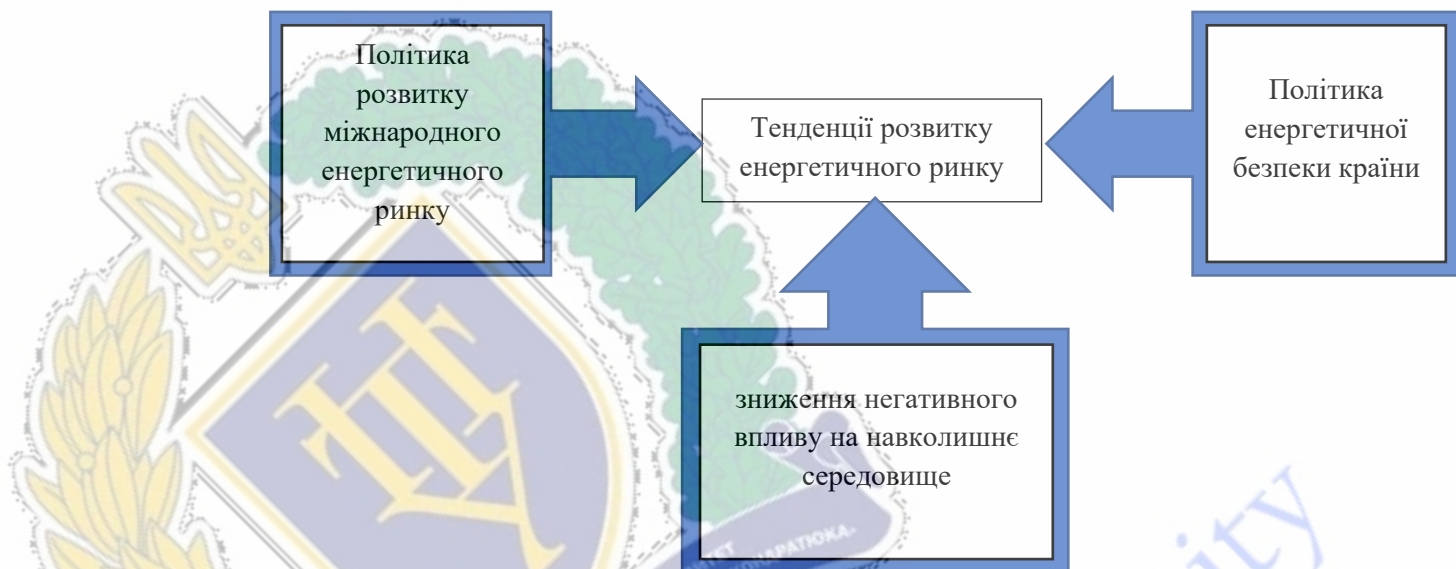 Політика
розвитку
міжнародного
енергетичного
ринку
Тенденції розвитку
енергетичного ринку
Політика
енергетичної
безпеки країни
зниження негативного
впливу на навколишнє
середовище